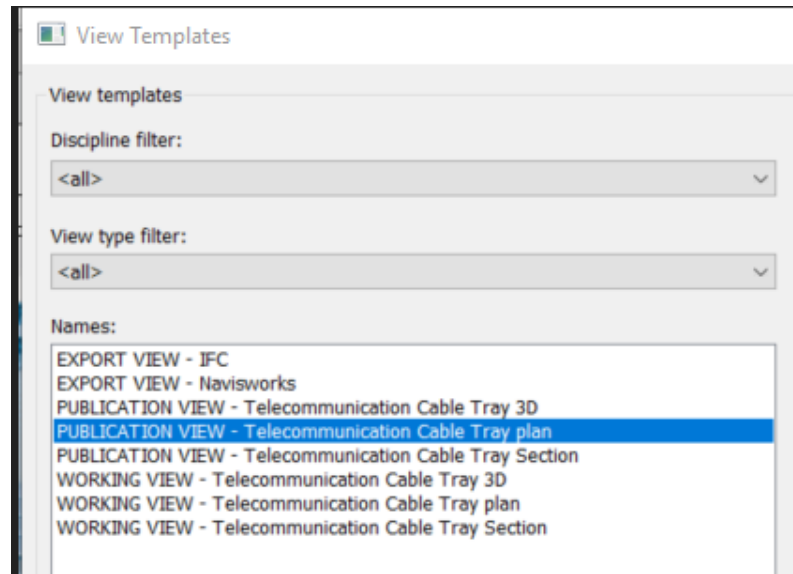 View Templates
View templates
Discipline filter:
<all>
View type filter:
<all>
Names:
EXPORT VIEW - IFC
EXPORT VIEW - Navisworks
PUBLICATION VIEW - Telecommunication Cable Tray 3D
PUBLICATION VIEW - Telecommunication Cable Tray plan
PUBLICATION VIEW - Telecommunication Cable Tray Section
WORKING VIEW - Telecommunication Cable Tray 3D
WORKING VIEW - Telecommunication Cable Tray plan
WORKING VIEW - Telecommunication Cable Tray Section